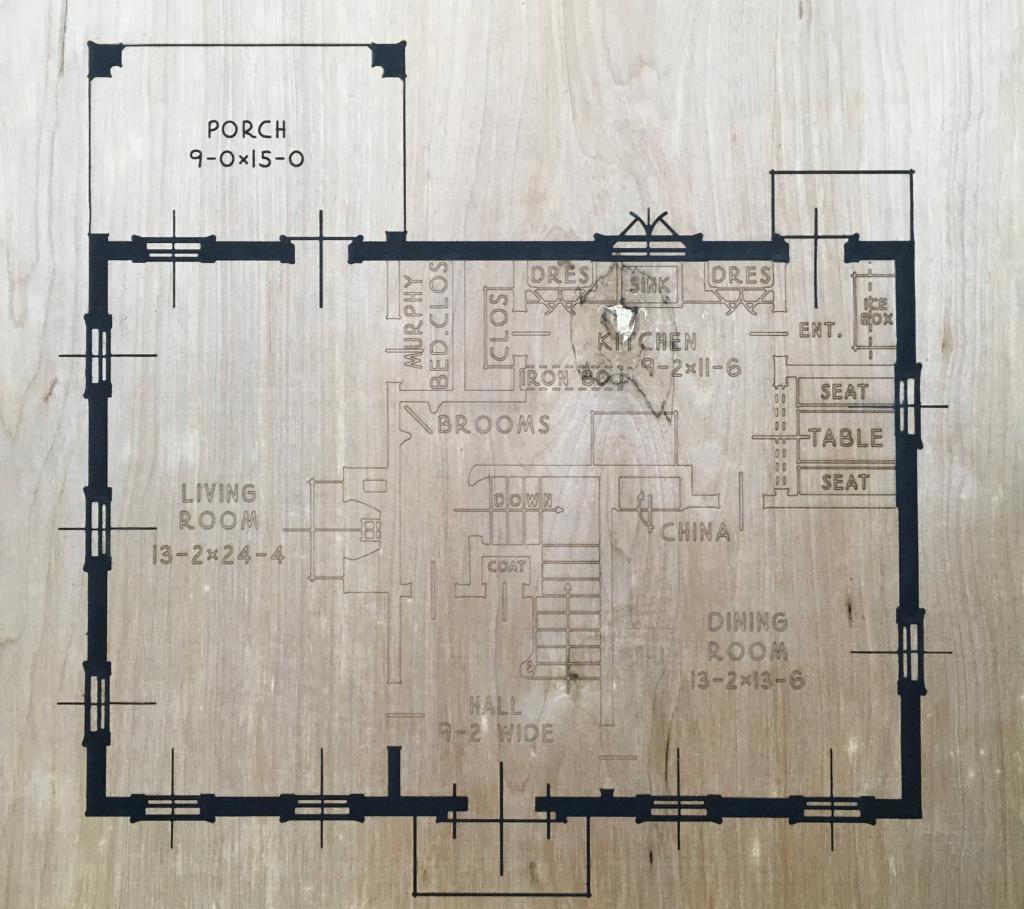 PORCH
9-0×15-0
DRES
SINK
DRES
MURPHY
BED.CLOS
CLOS
KITCHEN
9-2×11-6
ENT.
ICE
BOX
IRON BD
BROOMS
SEAT
TABLE
SEAT
LIVING
ROOM
13-2×24-4
DOWN
CHINA
COAT
DINING
ROOM
13-2×13-6
HALL
9-2 WIDE